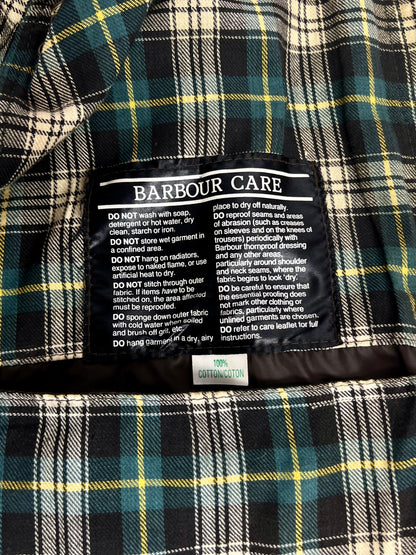 BARBOUR CARE
DO NOT wash with soap,
detergent or hot water, dry
clean, starch or iron.
DO NOT store wet garment in
a confined area.
DO NOT hang on radiators,
expose to naked flame, or use
artificial heat to dry.
DO NOT stitch through outer
fabric. If items have to be
stitched on, the area affected
must be reproofed.
DO sponge down outer fabric
with cold water when soiled
and brush off grit, etc.
DO hang garment in a dry, airy
place to dry off naturally.
DO reproof seams and areas
of abrasion (such as creases
on sleeves and on the knees of
trousers) periodically with
Barbour thornproof dressing
and any other areas,
particularly around shoulder
and neck seams, where the
fabric begins to look 'dry'.
DO be careful to ensure that
the essential proofing does
not mark other clothing or
fabrics, particularly where
unlined garments are chosen.
DO refer to care leaflet for full
instructions.
100%
COTTON/COTON